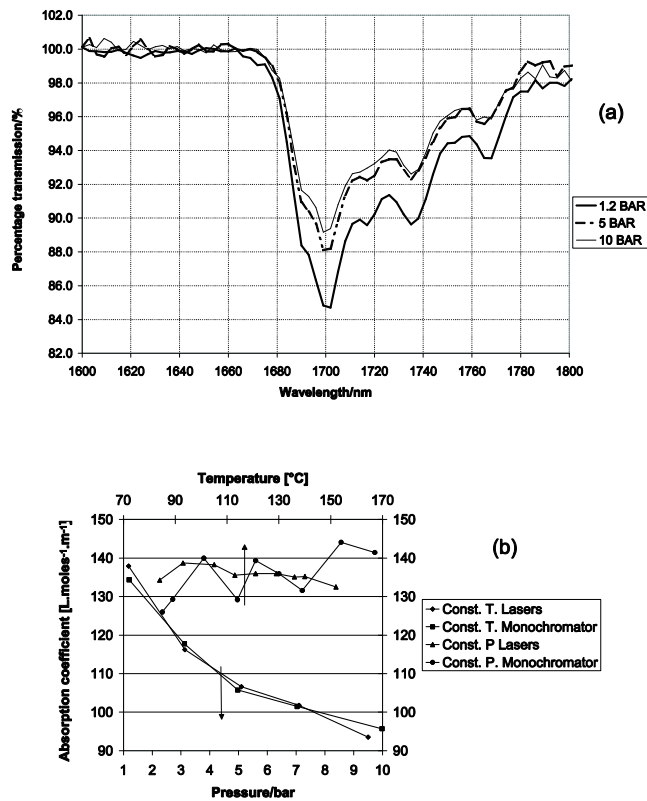 102.0
100.0
98.0
96.0
94.0
92.0
90.0
88.0
86.0
84.0
82.0
Percentage transmission/%
1600 1620 1640 1660 1680 1700 1720 1740 1760 1780 1800
Wavelength/nm
(a)
1.2 BAR
5 BAR
10 BAR
Temperature [°C]
70 90 110 130 150 170
150 150
140 140
130 130
120 120
110 110
100 100
90 90
Absorption coefficient [L.moles-1.m-1]
1 2 3 4 5 6 7 8 9 10
Pressure/bar
(b)
Const. T. Lasers
Const. T. Monochromator
Const. P Lasers
Const. P. Monochromator